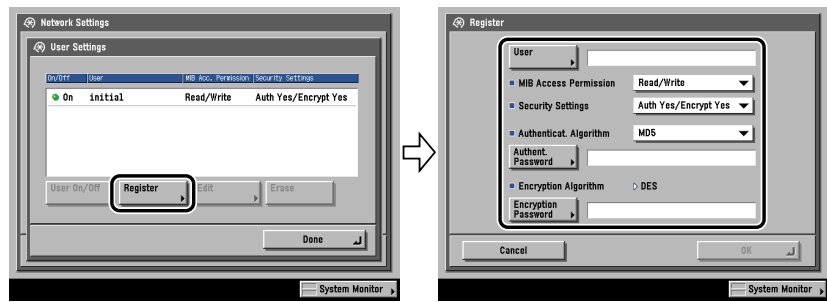 Network Settings
User Settings
On/Off User MIB Acc. Permission Security Settings
On initial Read/Write Auth Yes/Encrypt Yes
User On/Off Register Edit Erase
Done
System Monitor
Register
User
MIB Access Permission Read/Write
Security Settings Auth Yes/Encrypt Yes
Authenticat. Algorithm MD5
Authent.
Password
Encryption Algorithm DES
Encryption
Password
Cancel OK
System Monitor